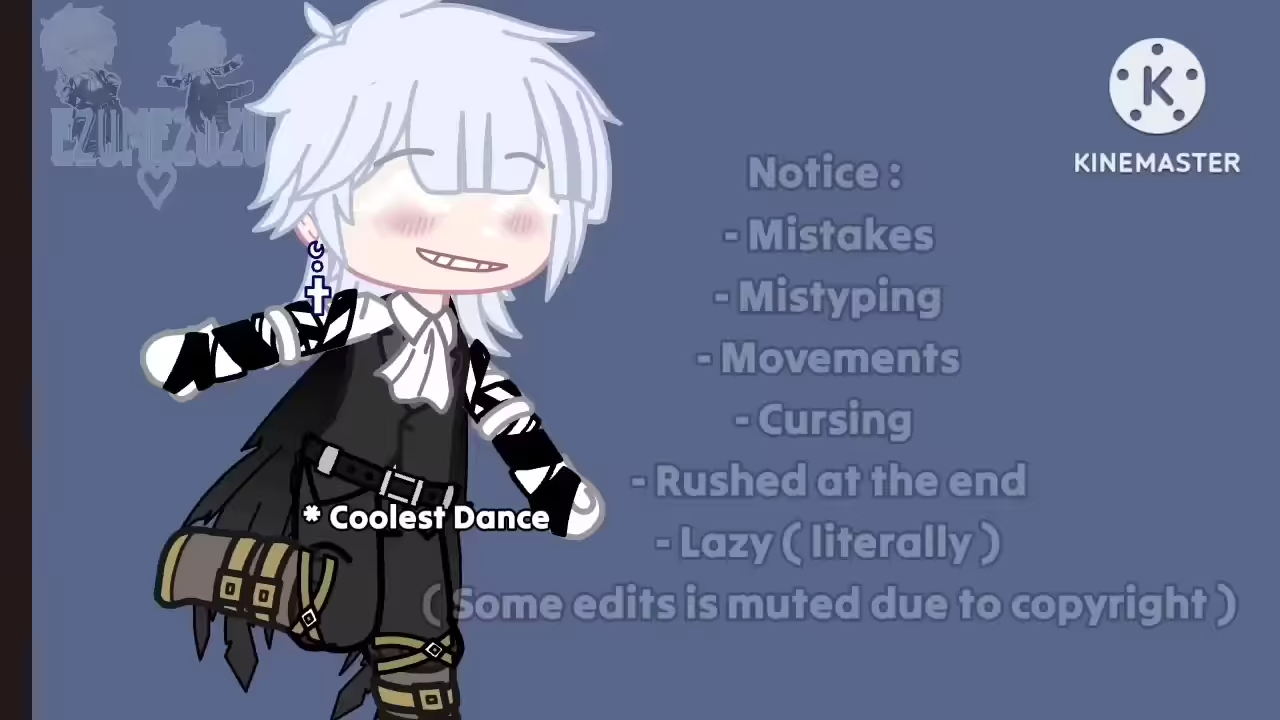 EZUMEZUZU
K
KINEMASTER
Notice :
- Mistakes
- Mistyping
- Movements
- Cursing
- Rushed at the end
- Lazy ( literally )
( Some edits is muted due to copyright )
* Coolest Dance